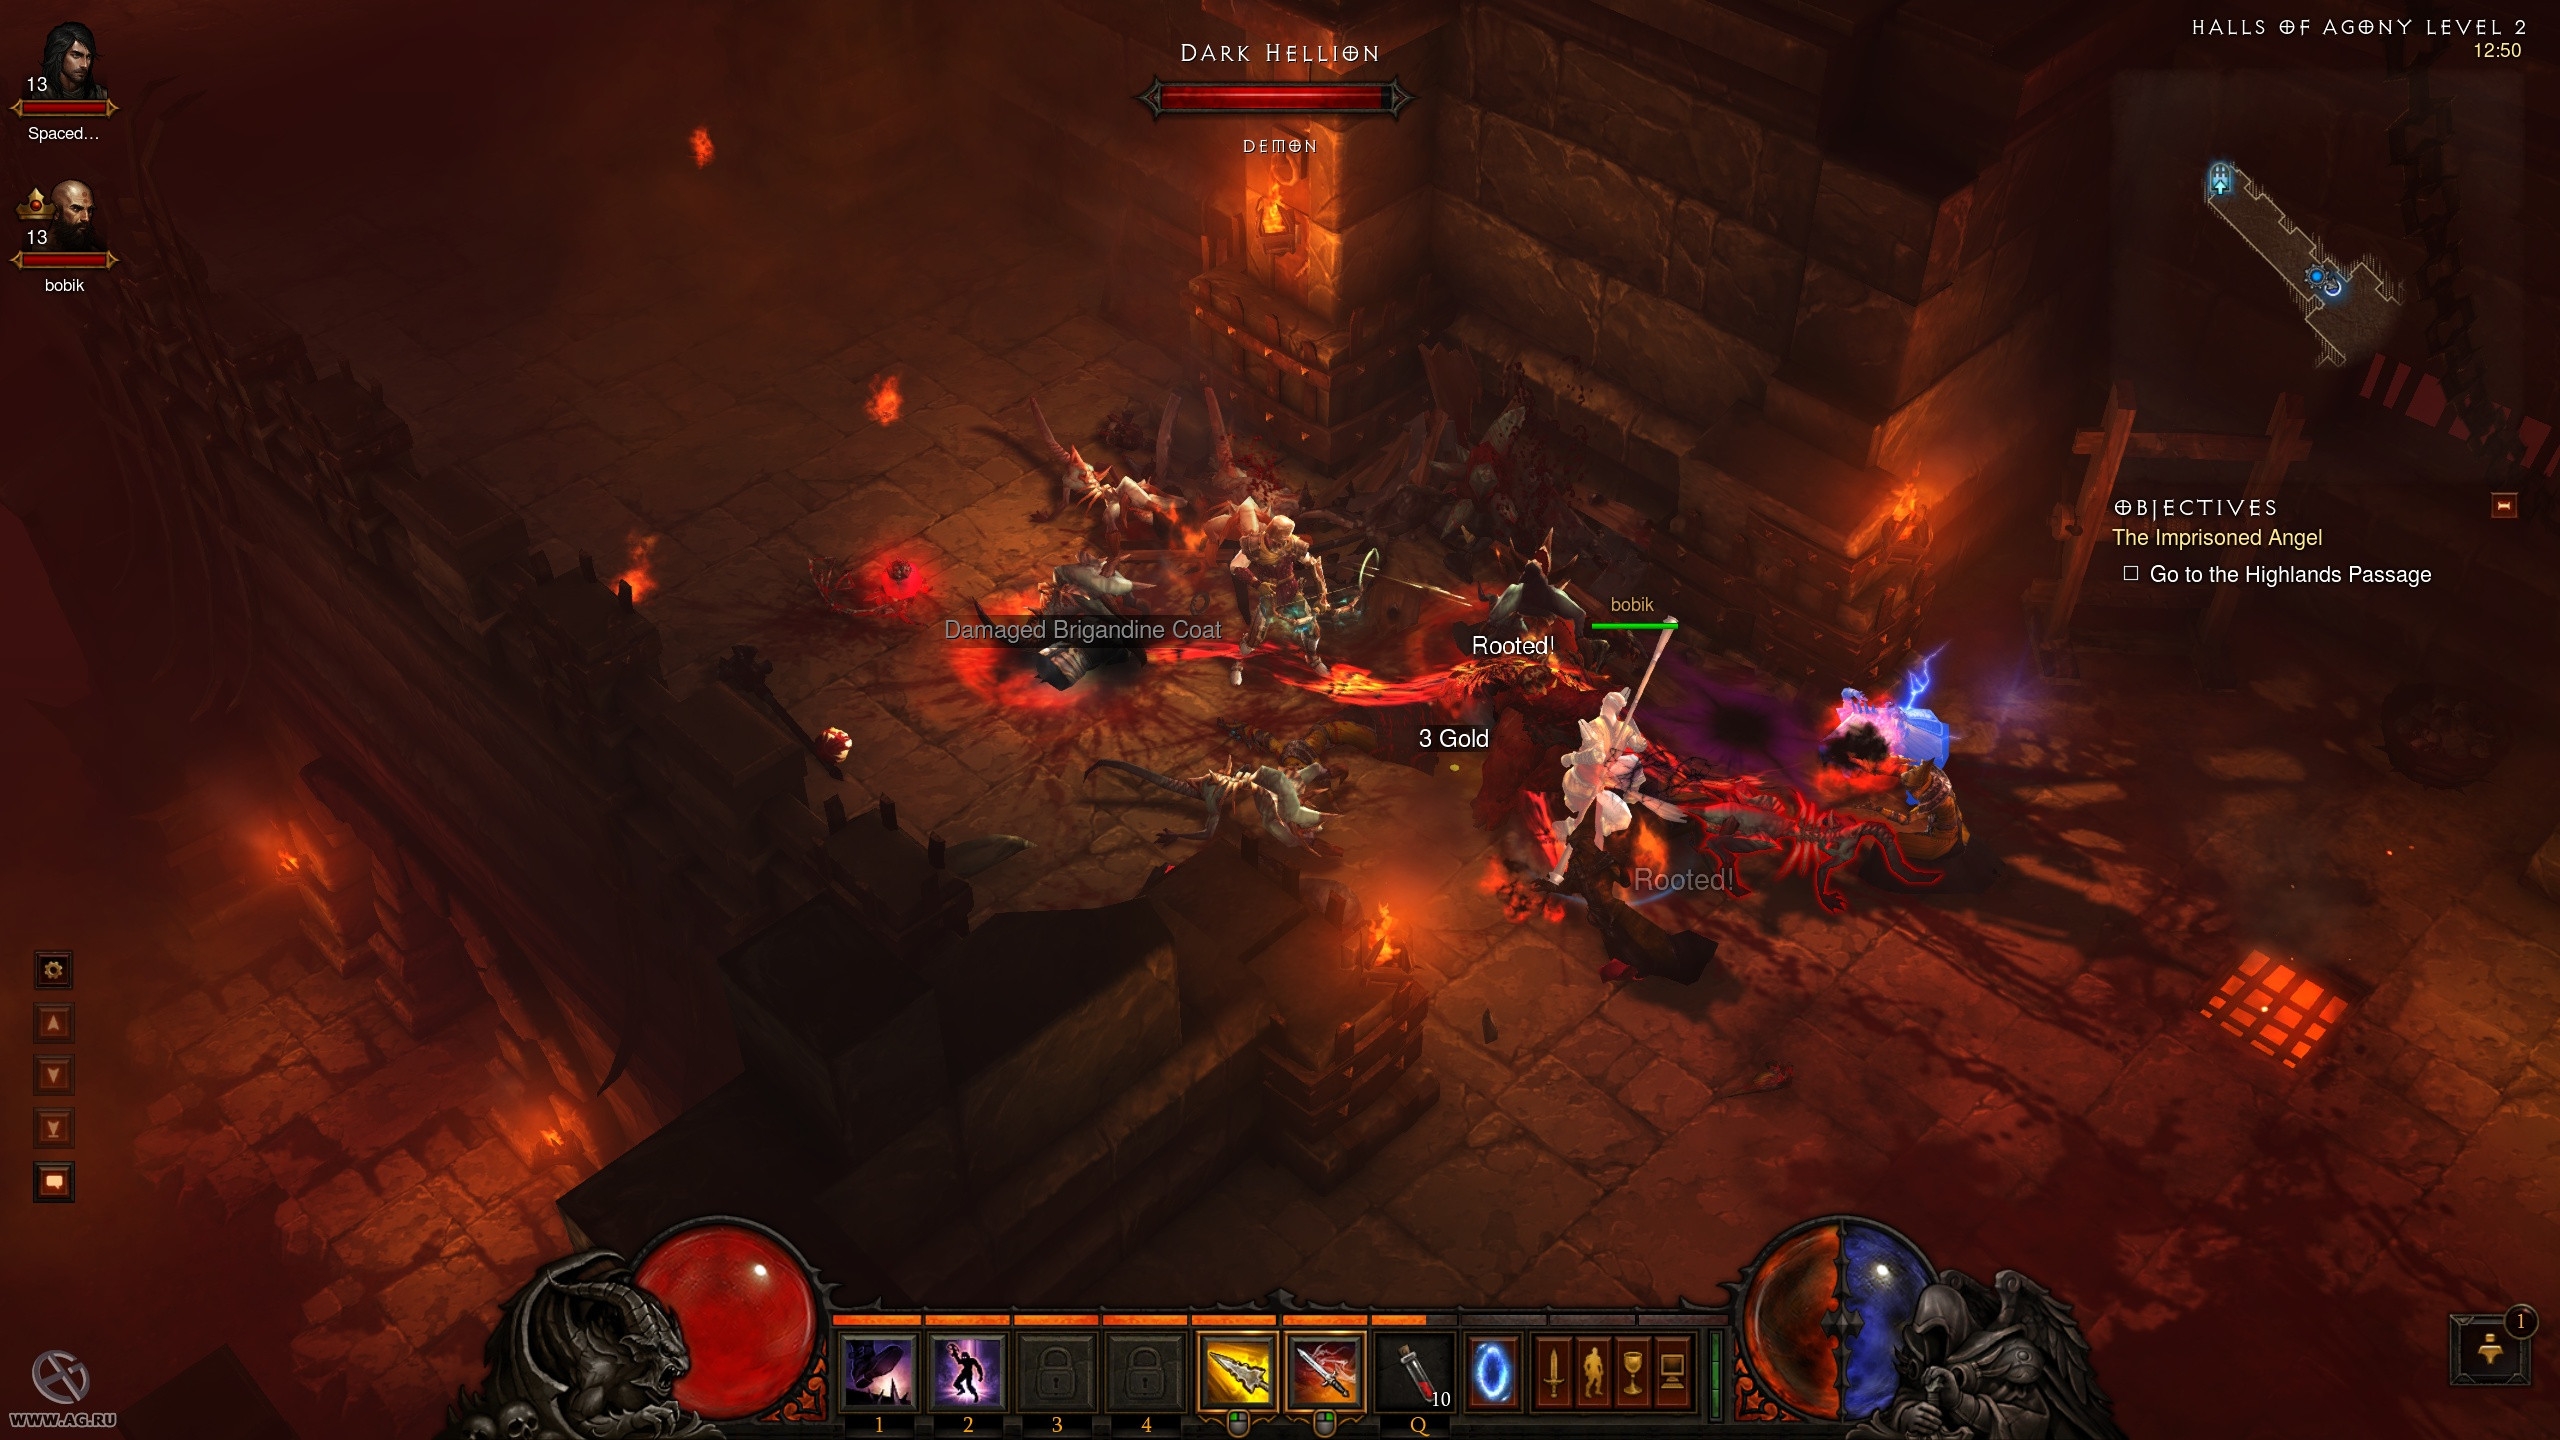 HALLS OF AGONY LEVEL 2
12:50
DARK HELLION
DEMON
13
Spaced...
13
bobik
OBJECTIVES
The Imprisoned Angel
Go to the Highlands Passage
bobik
Damaged Brigandine Coat
Rooted!
3 Gold
Rooted!
1
10
1
2
3
4
Q
WWW.AG.RU